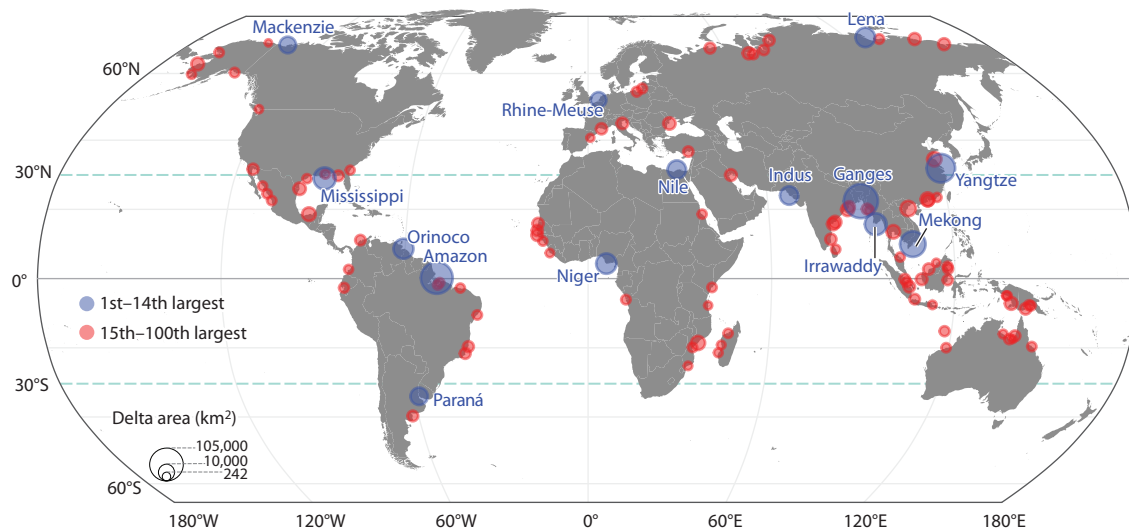 Mackenzie
Lena
60°N
Rhine-Meuse
30°N
Mississippi
Nile
Indus
Ganges
Yangtze
Orinoco
Amazon
Mekong
Niger
Irrawaddy
0°
1st–14th largest
15th–100th largest
30°S
Paraná
Delta area (km²)
105,000
10,000
242
60°S
180°W
120°W
60°W
0°
60°E
120°E
180°E